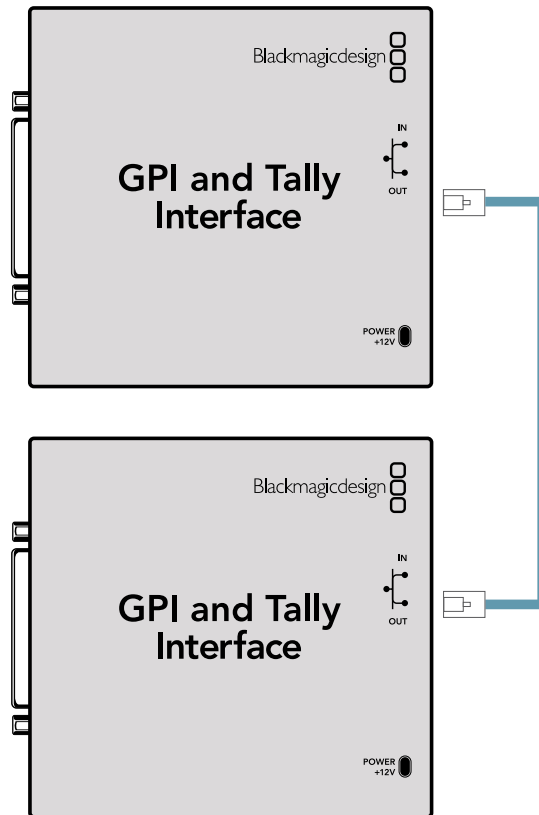 Blackmagicdesign
IN
OUT
GPI and Tally
Interface
POWER
+12V
Blackmagicdesign
IN
OUT
GPI and Tally
Interface
POWER
+12V